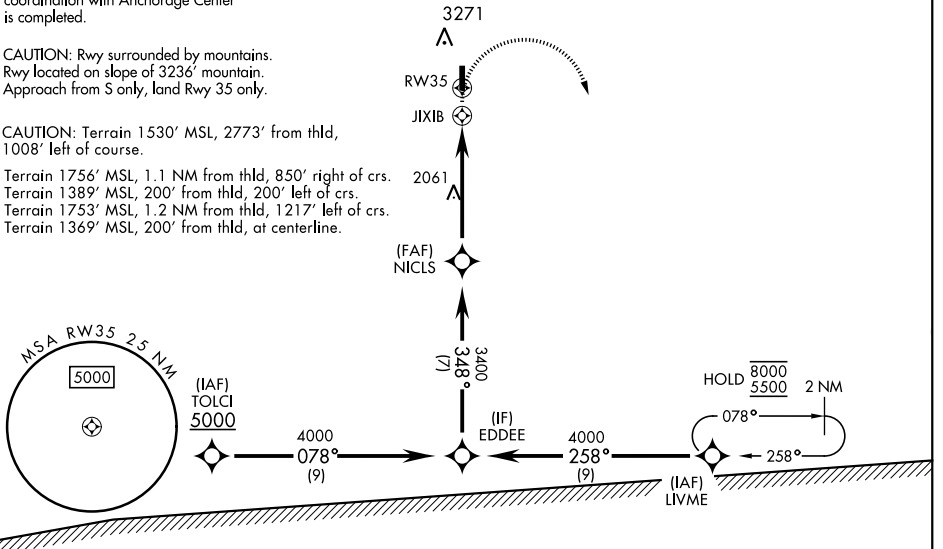 coordination with Anchorage Center
is completed.
CAUTION: Rwy surrounded by mountains.
Rwy located on slope of 3236' mountain.
Approach from S only, land Rwy 35 only.
CAUTION: Terrain 1530' MSL, 2773' from thld,
1008' left of course.
Terrain 1756' MSL, 1.1 NM from thld, 850' right of crs.
Terrain 1389' MSL, 200' from thld, 200' left of crs.
Terrain 1753' MSL, 1.2 NM from thld, 1217' left of crs.
Terrain 1369' MSL, 200' from thld, at centerline.
3271
RW35
JIXIB
2061
(FAF)
NICLS
3400
348°
(7)
MSA RW35 25 NM
5000
(IAF)
TOLCI
5000
4000
078°
(9)
(IF)
EDDEE
4000
258°
(9)
HOLD 8000
5500
2 NM
078°
258°
(IAF)
LIVME